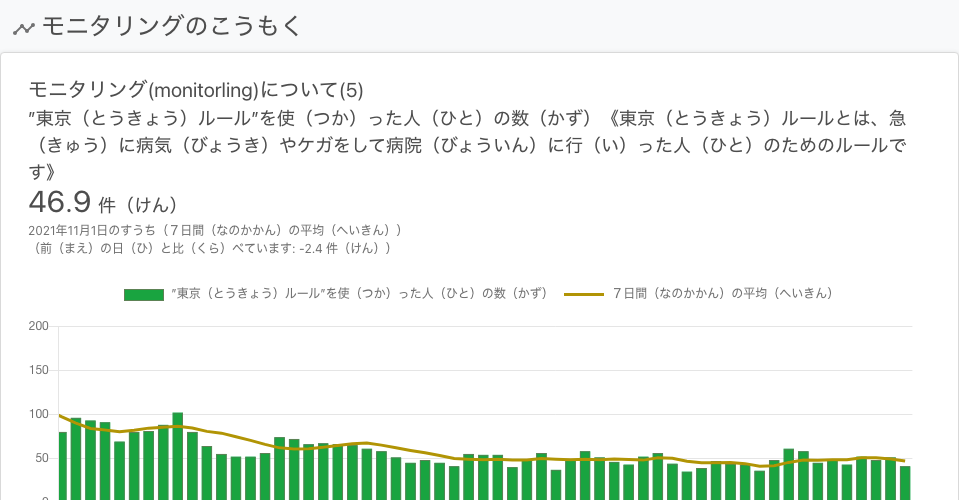 モニタリングのこうもく
モニタリング(monitorling)について(5)
”東京（とうきょう）ルール”を使（つか）った人（ひと）の数（かず）《東京（とうきょう）ルールとは、急
（きゅう）に病気（びょうき）やケガをして病院（びょういん）に行（い）った人（ひと）のためのルールで
す》
46.9 件（けん）
2021年11月1日のすうち（７日間（なのかかん）の平均（へいきん））
（前（まえ）の日（ひ）と比（くら）べています: -2.4 件（けん））
”東京（とうきょう）ルール”を使（つか）った人（ひと）の数（かず） ７日間（なのかかん）の平均（へいきん）
200
150
100
50
0